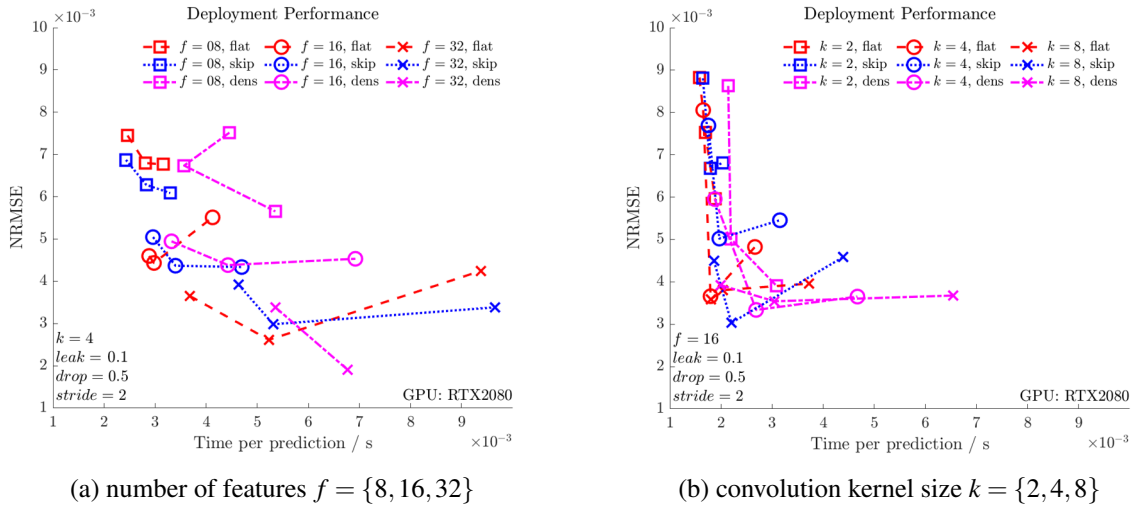 Deployment Performance
×10⁻³
f = 08, flat
f = 16, flat
f = 32, flat
f = 08, skip
f = 16, skip
f = 32, skip
f = 08, dens
f = 16, dens
f = 32, dens
10
9
8
7
6
5
4
3
2
1
NRMSE
k = 4
leak = 0.1
drop = 0.5
stride = 2
GPU: RTX2080
1 2 3 4 5 6 7 8 9
Time per prediction / s
×10⁻³
(a) number of features f = {8, 16, 32}
Deployment Performance
×10⁻³
k = 2, flat
k = 4, flat
k = 8, flat
k = 2, skip
k = 4, skip
k = 8, skip
k = 2, dens
k = 4, dens
k = 8, dens
10
9
8
7
6
5
4
3
2
1
NRMSE
f = 16
leak = 0.1
drop = 0.5
stride = 2
GPU: RTX2080
1 2 3 4 5 6 7 8 9
Time per prediction / s
×10⁻³
(b) convolution kernel size k = {2, 4, 8}